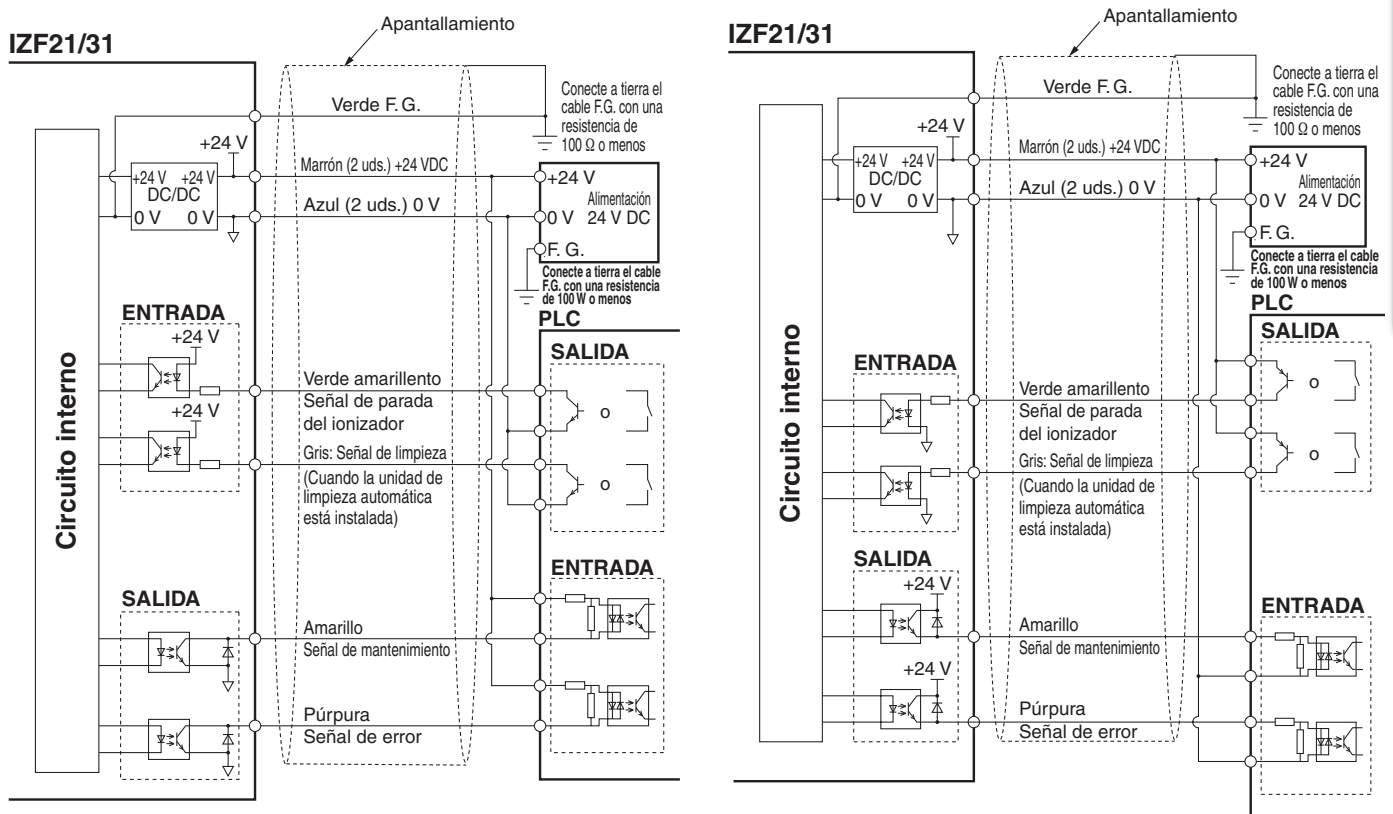 Apantallamiento
IZF21/31
Verde F. G.
Conecte a tierra el
cable F.G. con una
resistencia de
100 Ω o menos
+24 V
Marrón (2 uds.) +24 VDC
+24 V +24 V
DC/DC
0 V 0 V
Azul (2 uds.) 0 V
+24 V
Alimentación
0 V 24 V DC
F. G.
Conecte a tierra el cable
F.G. con una resistencia
de 100 W o menos
PLC
Circuito interno
ENTRADA
+24 V
+24 V
SALIDA
Verde amarillento
Señal de parada
del ionizador
o
Gris: Señal de limpieza
(Cuando la unidad de
limpieza automática
está instalada)
o
ENTRADA
SALIDA
Amarillo
Señal de mantenimiento
Púrpura
Señal de error
Apantallamiento
IZF21/31
Verde F. G.
Conecte a tierra el
cable F.G. con una
resistencia de
100 Ω o menos
+24 V
Marrón (2 uds.) +24 VDC
+24 V +24 V
DC/DC
0 V 0 V
Azul (2 uds.) 0 V
+24 V
Alimentación
0 V 24 V DC
F. G.
Conecte a tierra el cable
F.G. con una resistencia
de 100 W o menos
PLC
Circuito interno
ENTRADA
SALIDA
Verde amarillento
Señal de parada
del ionizador
o
Gris: Señal de limpieza
(Cuando la unidad de
limpieza automática
está instalada)
o
SALIDA
+24 V
+24 V
ENTRADA
Amarillo
Señal de mantenimiento
Púrpura
Señal de error